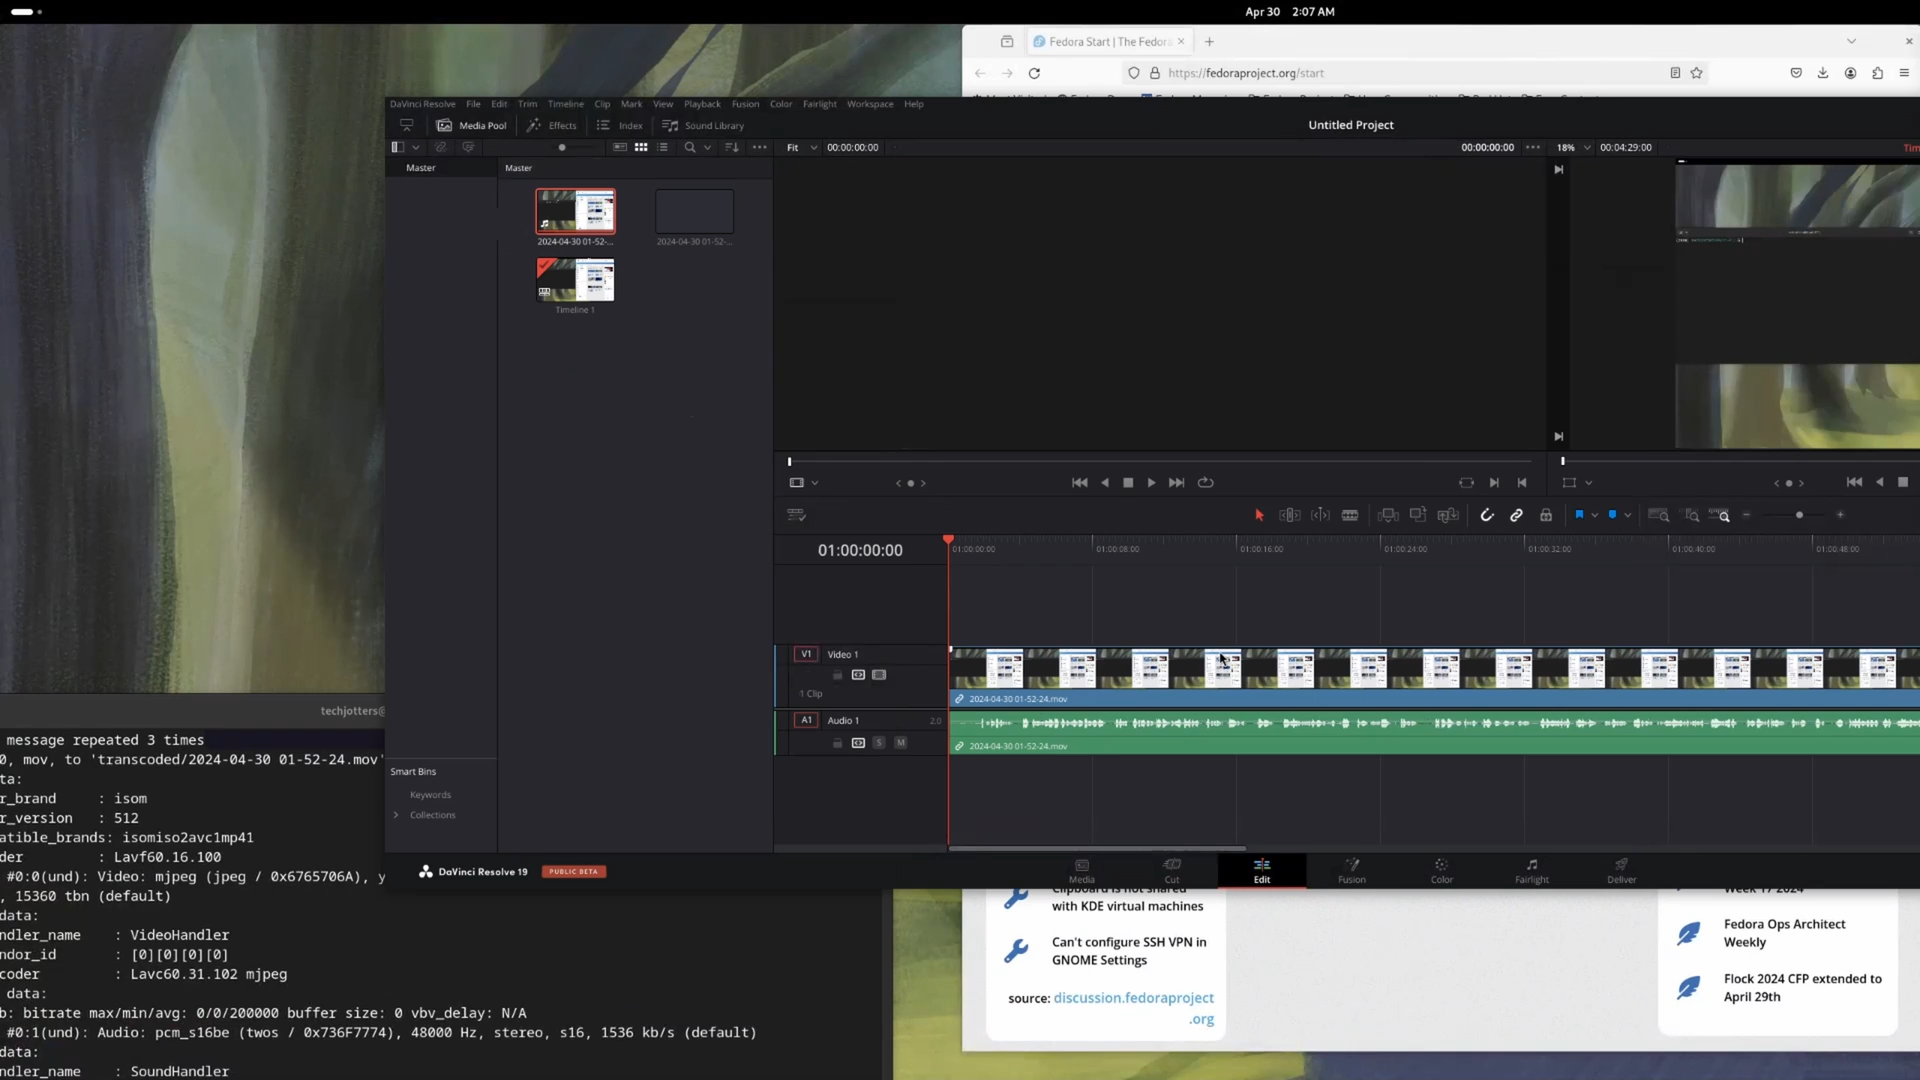 Apr 30 2:07 AM
Fedora Start | The Fedora
https://fedoraproject.org/start
DaVinci Resolve File Edit Trim Timeline Clip Mark View Playback Fusion Color Fairlight Workspace Help
Media Pool Effects Index Sound Library
Untitled Project
Fit 00:00:00:00 00:00:00:00 18% 00:04:29:00 Tim
Master Master
2024-04-30 01-52-... 2024-04-30 01-52-...
Timeline 1
01:00:00:00
01:00:00:00 01:00:08:00 01:00:16:00 01:00:24:00 01:00:32:00 01:00:40:00 01:00:48:00
V1 Video 1
1 Clip
2024-04-30 01-52-24.mov
A1 Audio 1 2.0
S M
2024-04-30 01-52-24.mov
Smart Bins
Keywords
Collections
DaVinci Resolve 19 PUBLIC BETA
Media Cut Edit Fusion Color Fairlight Deliver
techjotters@
message repeated 3 times
0, mov, to 'transcoded/2024-04-30 01-52-24.mov'
ta:
r_brand : isom
r_version : 512
atible_brands: isomiso2avc1mp41
der : Lavf60.16.100
#0:0(und): Video: mjpeg (jpeg / 0x6765706A), y
, 15360 tbn (default)
data:
ndler_name : VideoHandler
ndor_id : [0][0][0][0]
coder : Lavc60.31.102 mjpeg
data:
b: bitrate max/min/avg: 0/0/200000 buffer size: 0 vbv_delay: N/A
#0:1(und): Audio: pcm_s16be (twos / 0x736F7774), 48000 Hz, stereo, s16, 1536 kb/s (default)
data:
ndler_name : SoundHandler
Clipboard is not shared
with KDE virtual machines
Can't configure SSH VPN in
GNOME Settings
source: discussion.fedoraproject
.org
Week 17 2024
Fedora Ops Architect
Weekly
Flock 2024 CFP extended to
April 29th